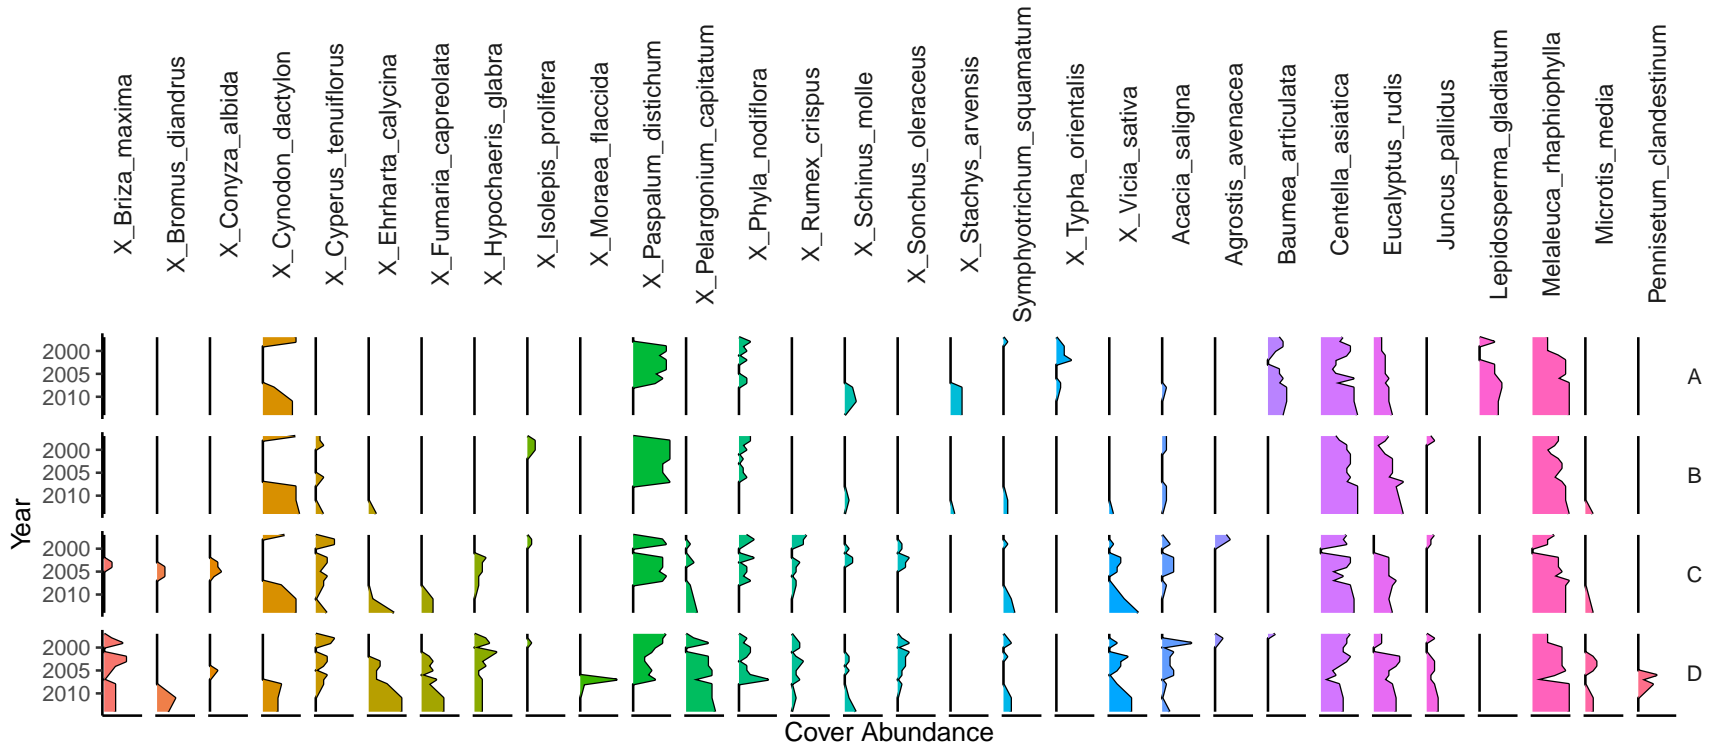 X_Briza_maxima
X_Bromus_diandrus
X_Conyza_albida
X_Cynodon_dactylon
X_Cyperus_tenuiflorus
X_Ehrharta_calycina
X_Fumaria_capreolata
X_Hypochaeris_glabra
X_Isolepis_prolifera
X_Moraea_flaccida
X_Paspalum_distichum
X_Pelargonium_capitatum
X_Phyla_nodiflora
X_Rumex_crispus
X_Schinus_molle
X_Sonchus_oleraceus
X_Stachys_arvensis
Symphyotrichum_squamatum
X_Typha_orientalis
X_Vicia_sativa
Acacia_saligna
Agrostis_avenacea
Baumea_articulata
Centella_asiatica
Eucalyptus_rudis
Juncus_pallidus
Lepidosperma_gladiatum
Melaleuca_rhaphiophylla
Microtis_media
Pennisetum_clandestinum
2000
2005
2010
A
2000
2005
2010
B
2000
2005
2010
C
2000
2005
2010
D
Year
Cover Abundance